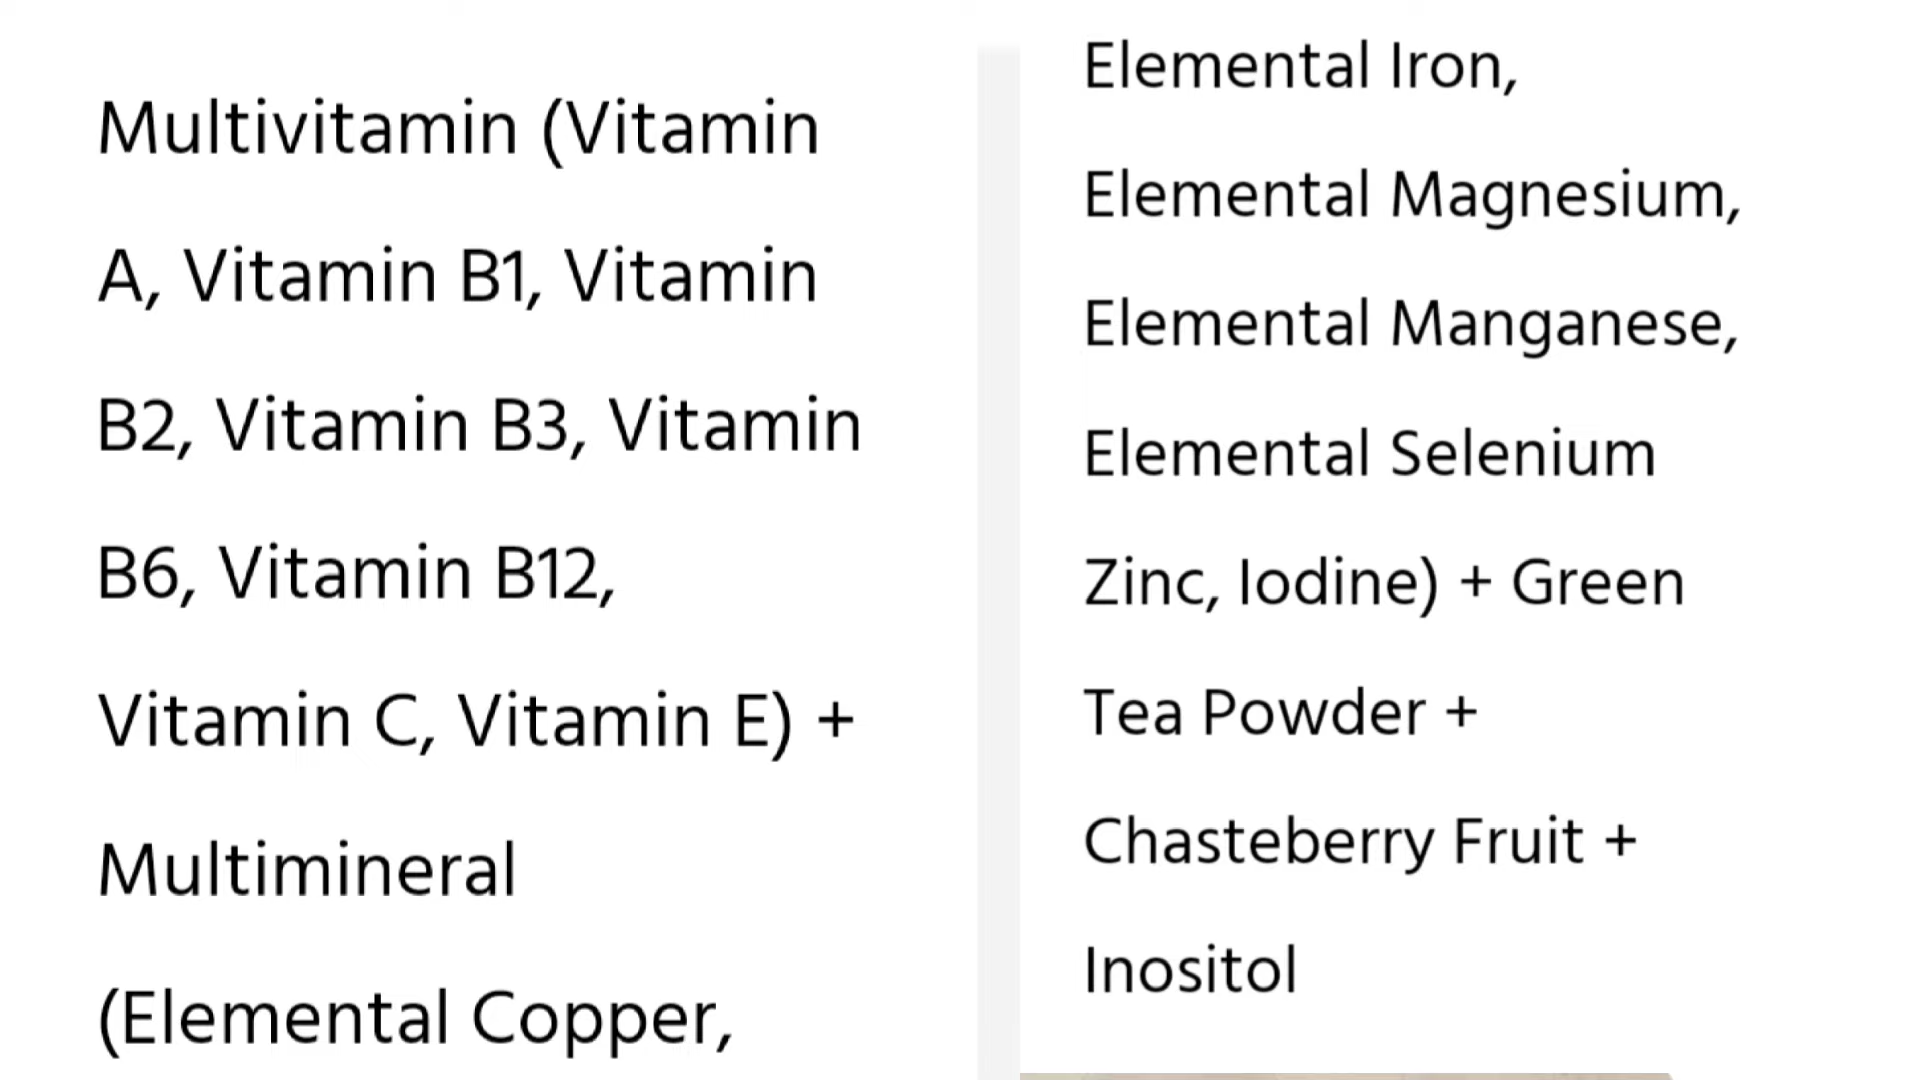 Multivitamin (Vitamin
A, Vitamin B1, Vitamin
B2, Vitamin B3, Vitamin
B6, Vitamin B12,
Vitamin C, Vitamin E) +
Multimineral
(Elemental Copper,
Elemental Iron,
Elemental Magnesium,
Elemental Manganese,
Elemental Selenium
Zinc, Iodine) + Green
Tea Powder +
Chasteberry Fruit +
Inositol